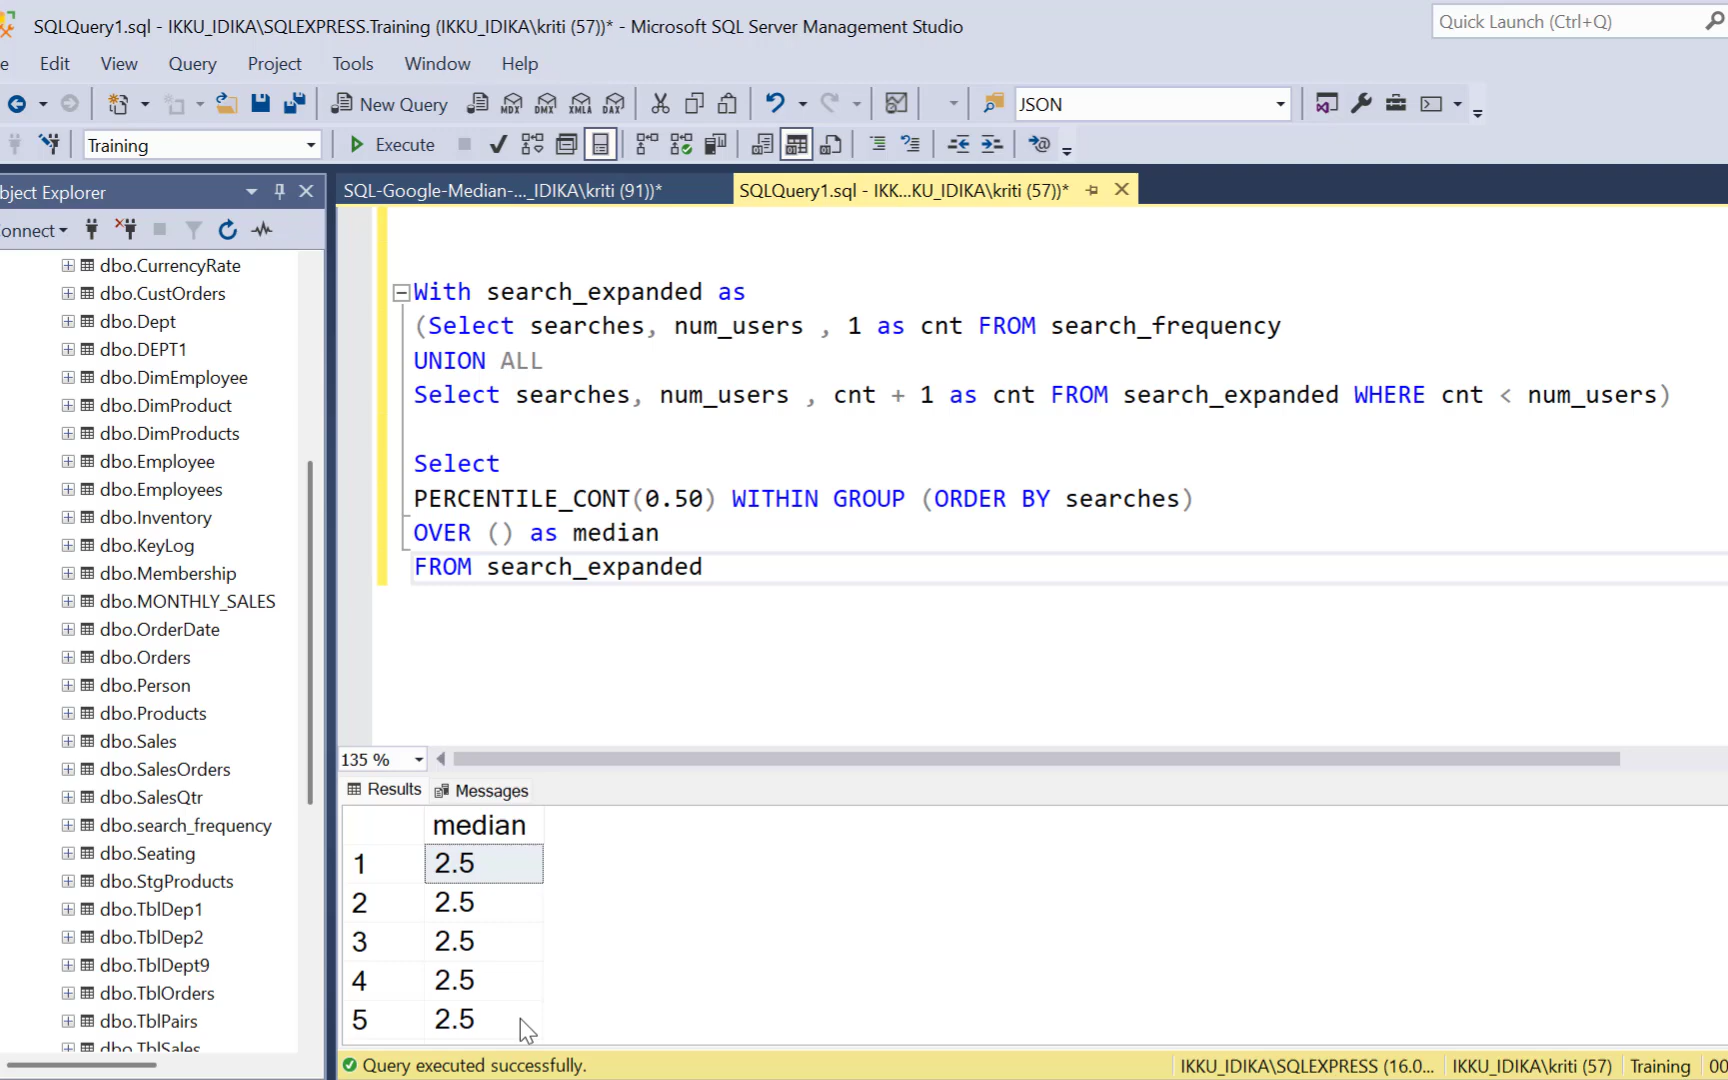 SQLQuery1.sql - IKKU_IDIKA\SQLEXPRESS.Training (IKKU_IDIKA\kriti (57))* - Microsoft SQL Server Management Studio
Quick Launch (Ctrl+Q)
e Edit View Query Project Tools Window Help
New Query MDX DMX XMLA DAX JSON
Training Execute
bject Explorer
SQL-Google-Median-..._IDIKA\kriti (91))*
SQLQuery1.sql - IKK...KU_IDIKA\kriti (57))*
onnect
dbo.CurrencyRate
dbo.CustOrders
dbo.Dept
dbo.DEPT1
dbo.DimEmployee
dbo.DimProduct
dbo.DimProducts
dbo.Employee
dbo.Employees
dbo.Inventory
dbo.KeyLog
dbo.Membership
dbo.MONTHLY_SALES
dbo.OrderDate
dbo.Orders
dbo.Person
dbo.Products
dbo.Sales
dbo.SalesOrders
dbo.SalesQtr
dbo.search_frequency
dbo.Seating
dbo.StgProducts
dbo.TblDep1
dbo.TblDep2
dbo.TblDept9
dbo.TblOrders
dbo.TblPairs
dbo.TblSales
With search_expanded as
(Select searches, num_users , 1 as cnt FROM search_frequency
UNION ALL
Select searches, num_users , cnt + 1 as cnt FROM search_expanded WHERE cnt < num_users)
Select
PERCENTILE_CONT(0.50) WITHIN GROUP (ORDER BY searches)
OVER () as median
FROM search_expanded
135 %
Results Messages
median
1 2.5
2 2.5
3 2.5
4 2.5
5 2.5
Query executed successfully.
IKKU_IDIKA\SQLEXPRESS (16.0... IKKU_IDIKA\kriti (57) Training 00